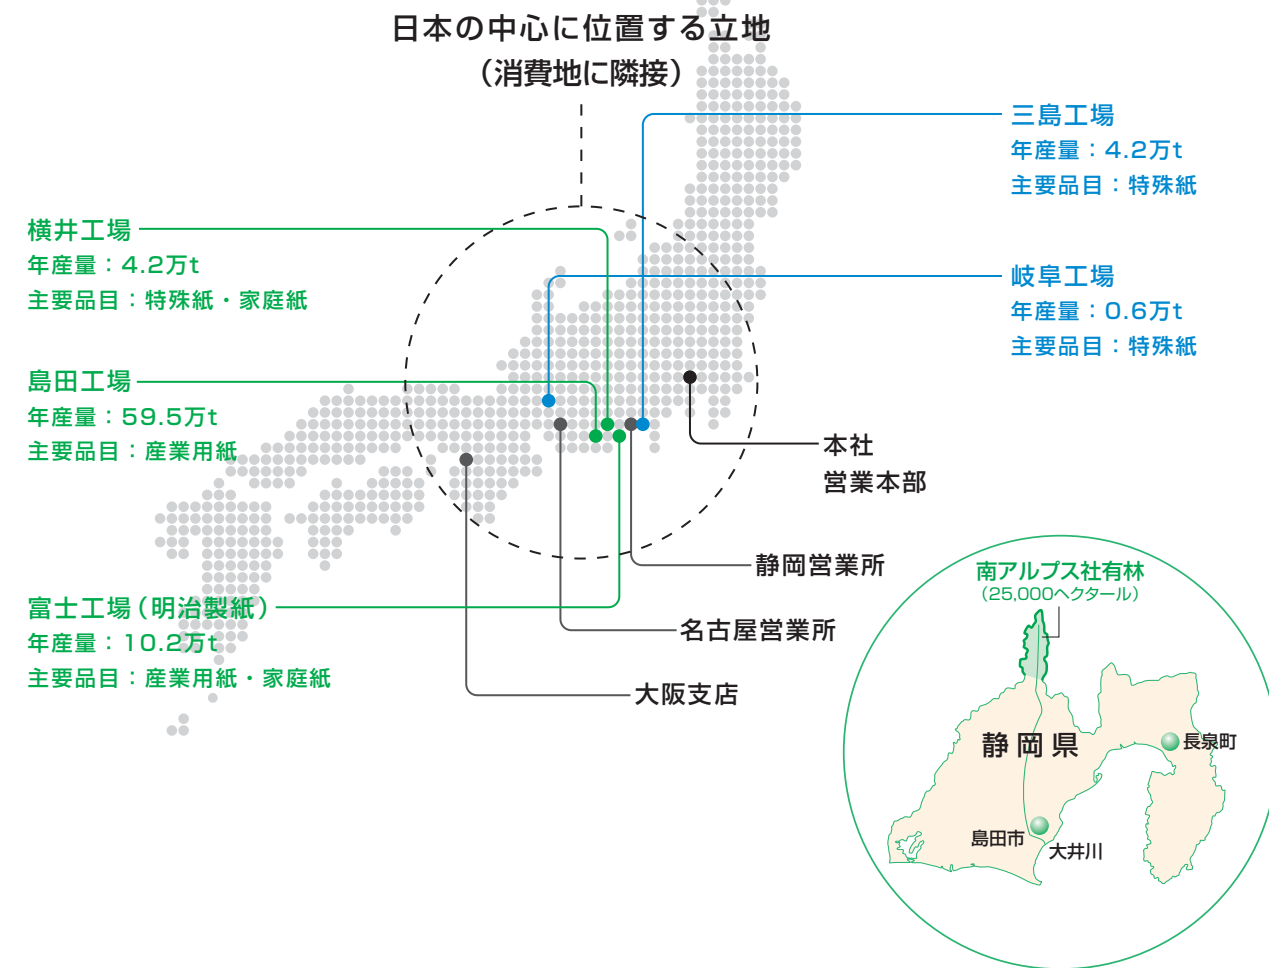 日本の中心に位置する立地
（消費地に隣接）
三島工場
年産量：4.2万t
主要品目：特殊紙
横井工場
年産量：4.2万t
主要品目：特殊紙・家庭紙
岐阜工場
年産量：0.6万t
主要品目：特殊紙
島田工場
年産量：59.5万t
主要品目：産業用紙
本社
営業本部
静岡営業所
富士工場（明治製紙）
年産量：10.2万t
主要品目：産業用紙・家庭紙
名古屋営業所
大阪支店
南アルプス社有林
（25,000ヘクタール）
静岡県
長泉町
島田市
大井川